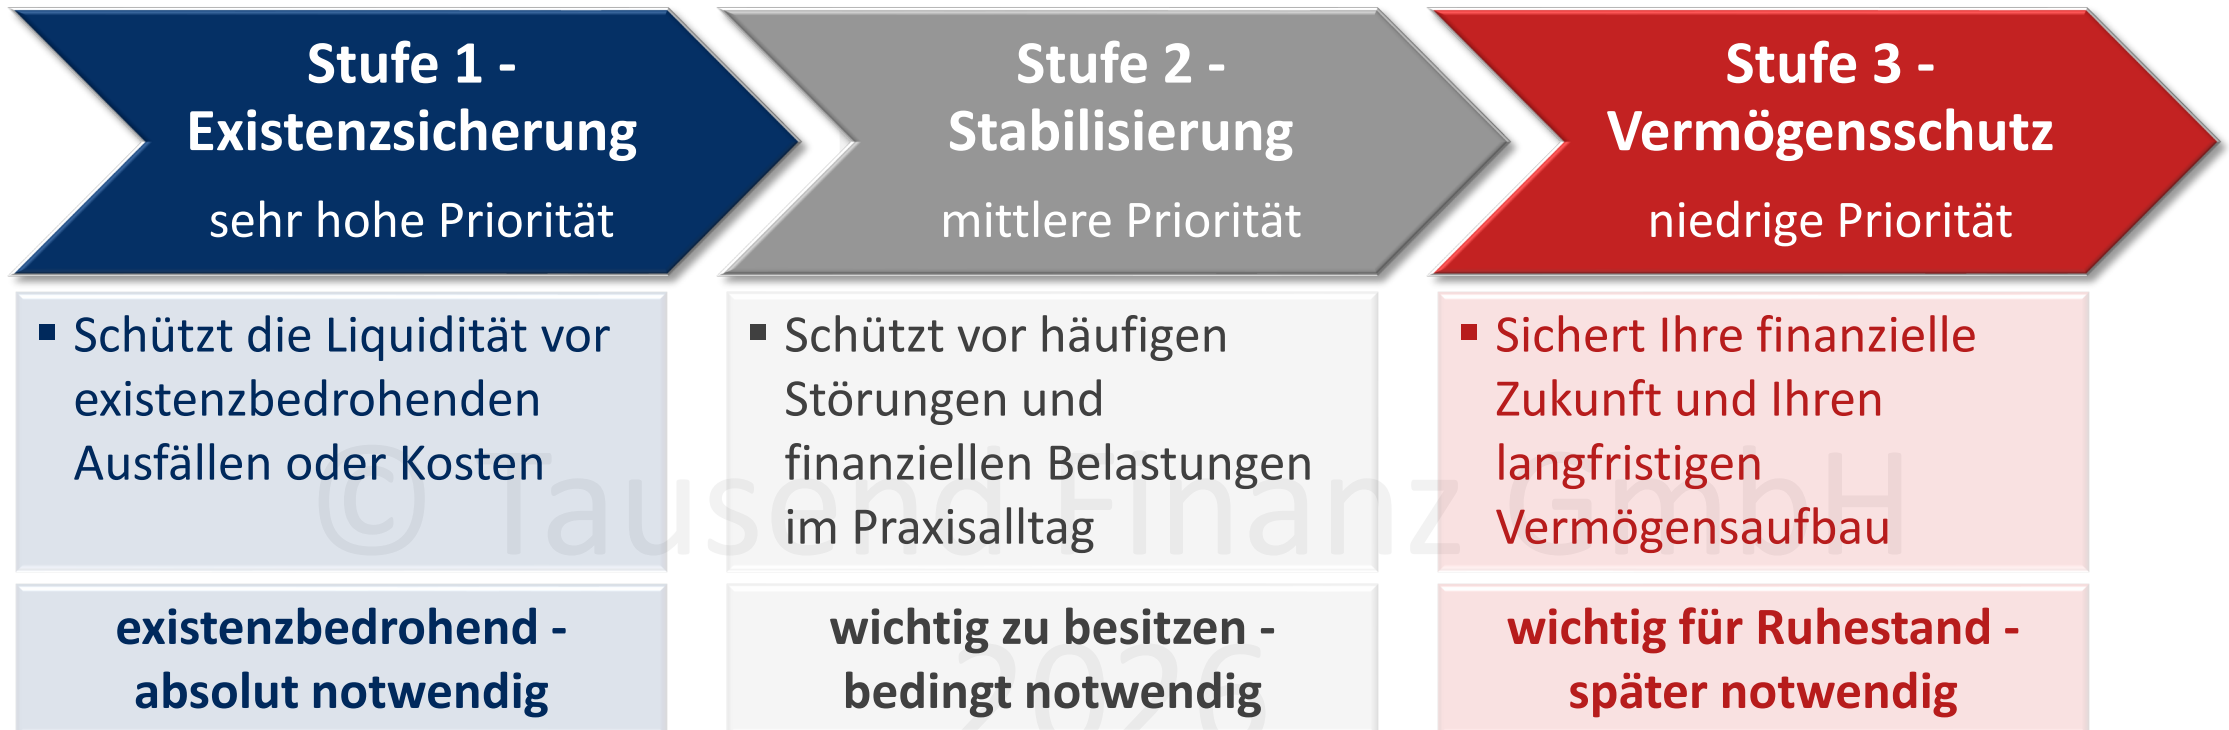 Stufe 1 -
Existenzsicherung
sehr hohe Priorität
Stufe 2 -
Stabilisierung
mittlere Priorität
Stufe 3 -
Vermögensschutz
niedrige Priorität
▪ Schützt die Liquidität vor
existenzbedrohenden
Ausfällen oder Kosten
▪ Schützt vor häufigen
Störungen und
finanziellen Belastungen
im Praxisalltag
▪ Sichert Ihre finanzielle
Zukunft und Ihren
langfristigen
Vermögensaufbau
existenzbedrohend -
absolut notwendig
wichtig zu besitzen -
bedingt notwendig
wichtig für Ruhestand -
später notwendig
© Tausend Finanz GmbH
2026